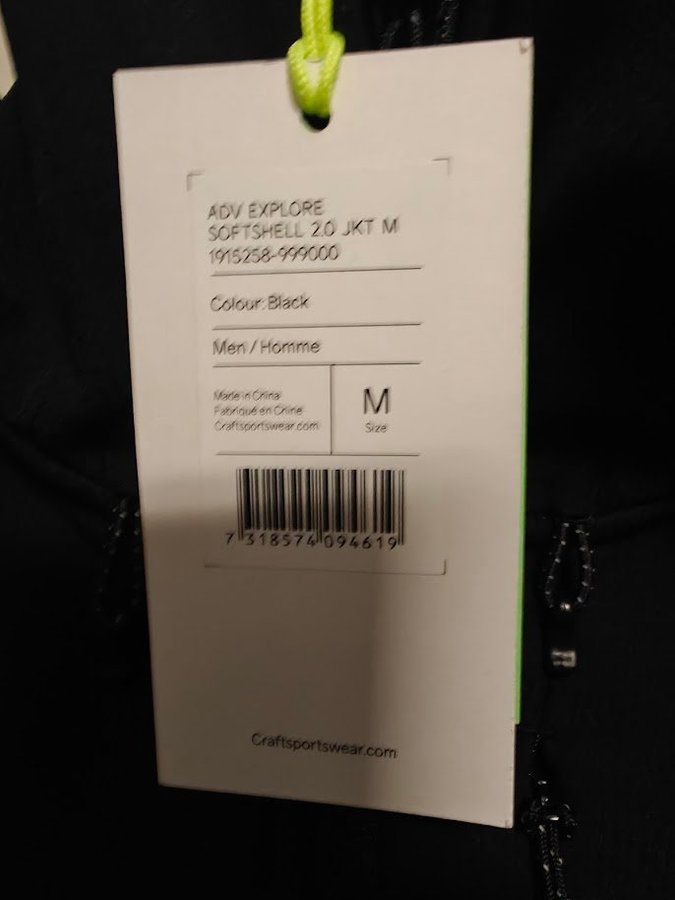 ADV EXPLORE
SOFTSHELL 2.0 JKT M
1915258-999000
Colour: Black
Men / Homme
Made in China
Fabriqué en Chine
Craftsportswear.com
M
Size
7 318574 094619
Craftsportswear.com